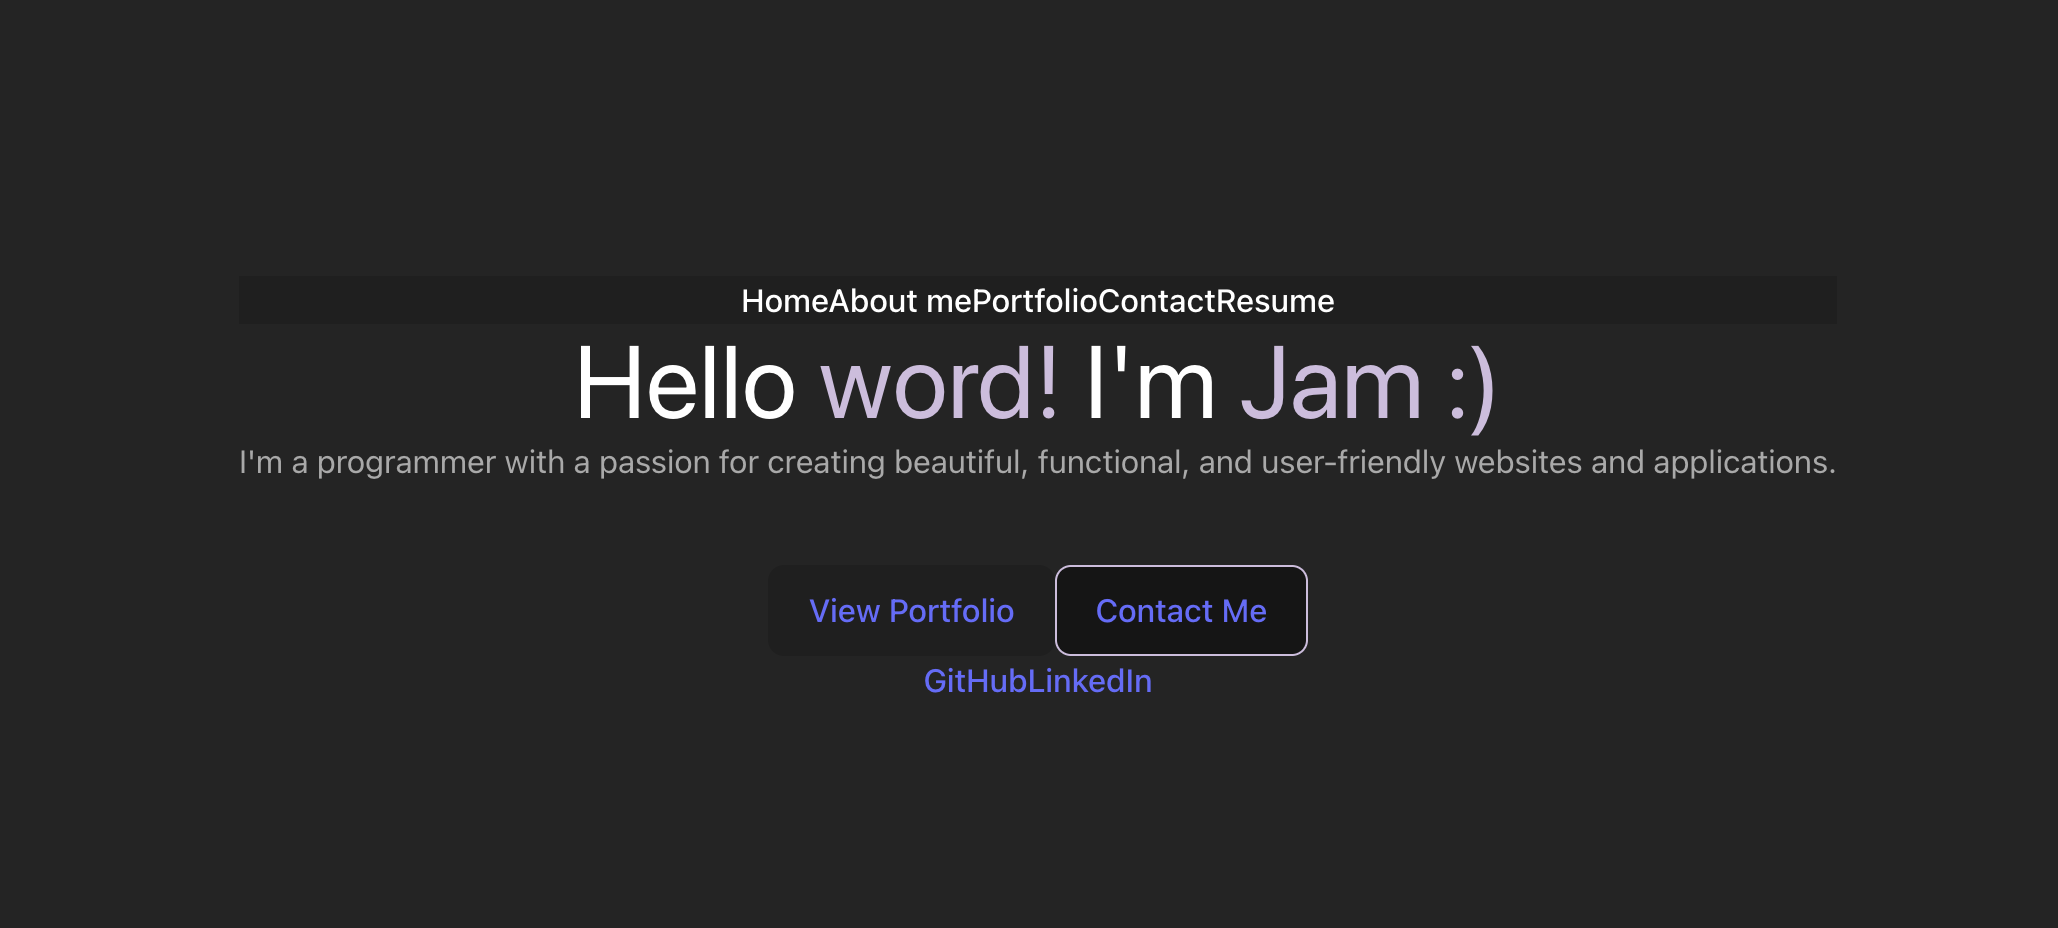 HomeAbout mePortfolioContactResume
Hello word! I'm Jam :)
I'm a programmer with a passion for creating beautiful, functional, and user-friendly websites and applications.
View Portfolio Contact Me
GitHubLinkedIn